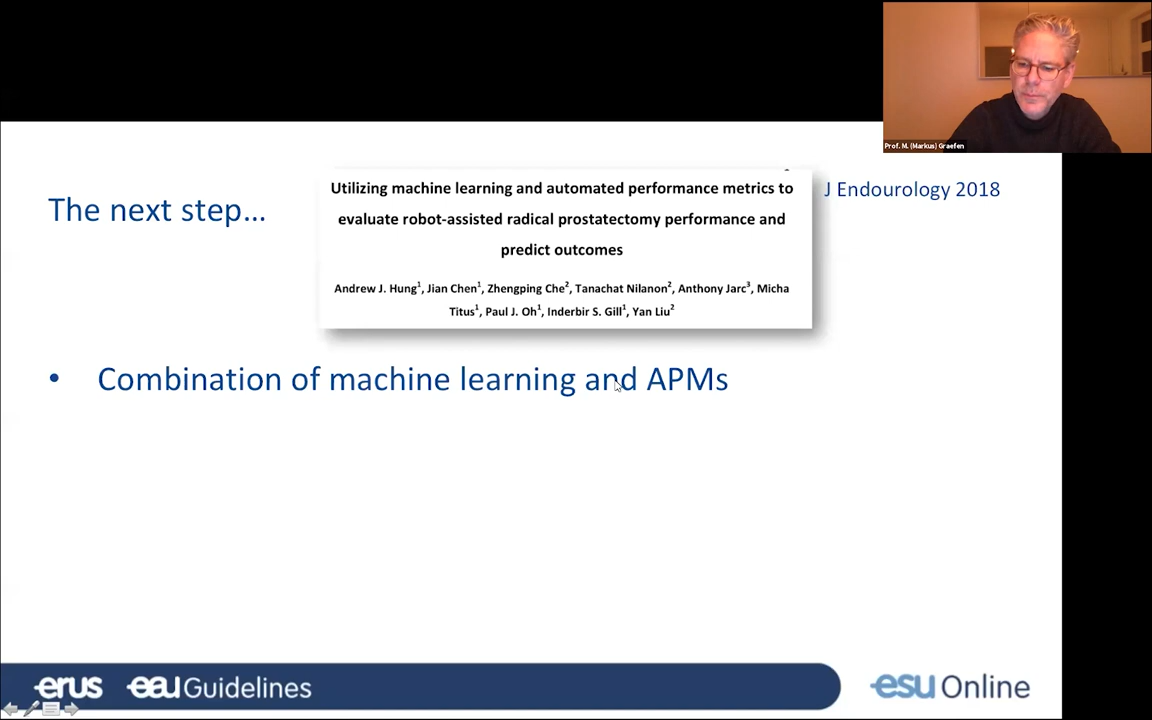 Prof. M. (Markus) Graefen
The next step...
Utilizing machine learning and automated performance metrics to
evaluate robot-assisted radical prostatectomy performance and
predict outcomes
Andrew J. Hung1, Jian Chen1, Zhengping Che2, Tanachat Nilanon2, Anthony Jarc3, Micha
Titus1, Paul J. Oh1, Inderbir S. Gill1, Yan Liu2
J Endourology 2018
• Combination of machine learning and APMs
erus eau Guidelines
esu Online